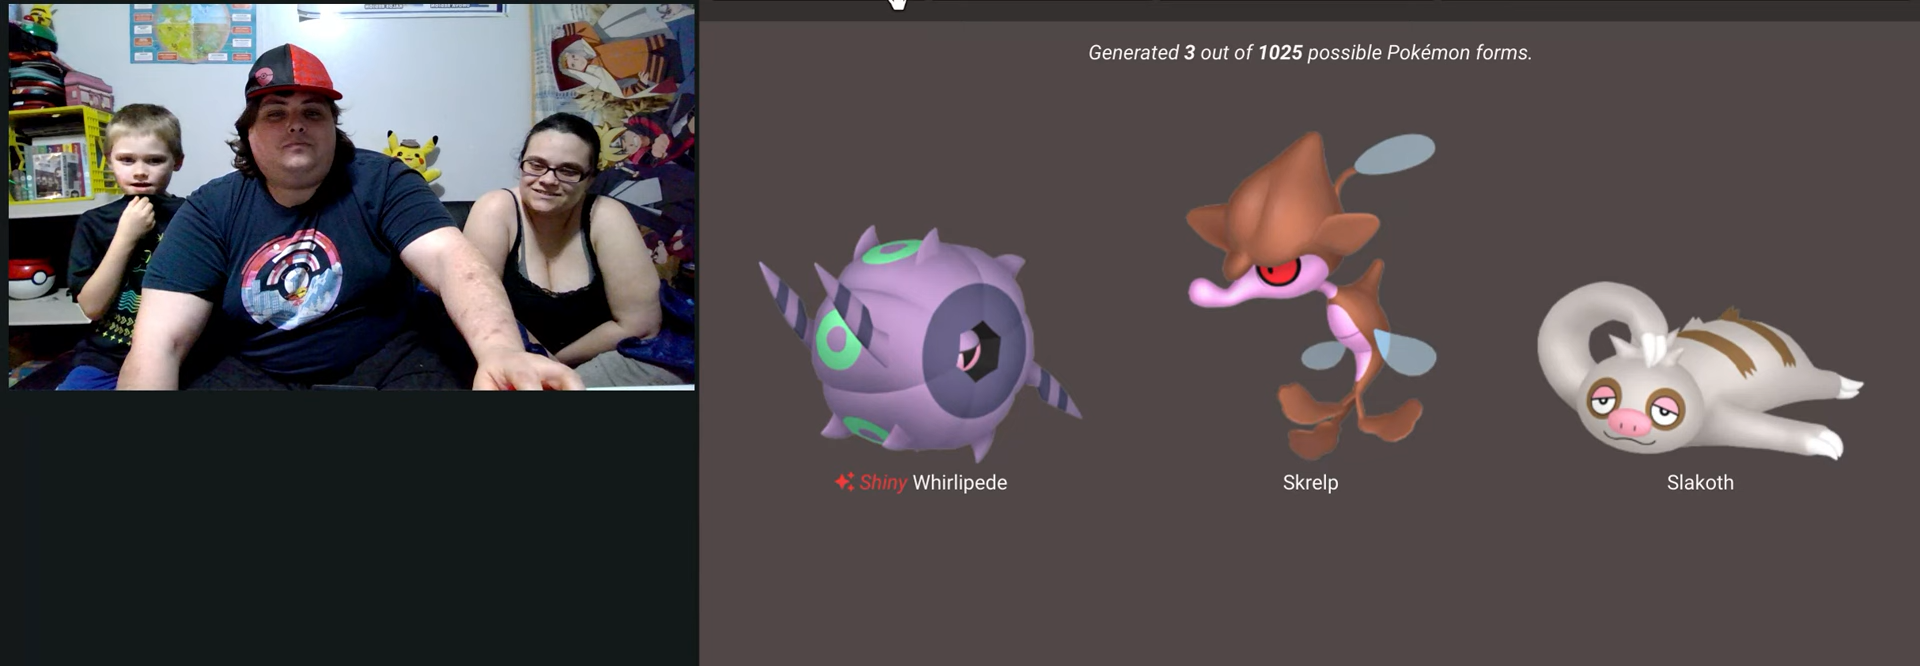 Generated 3 out of 1025 possible Pokémon forms.
Shiny Whirlipede
Skrelp
Slakoth